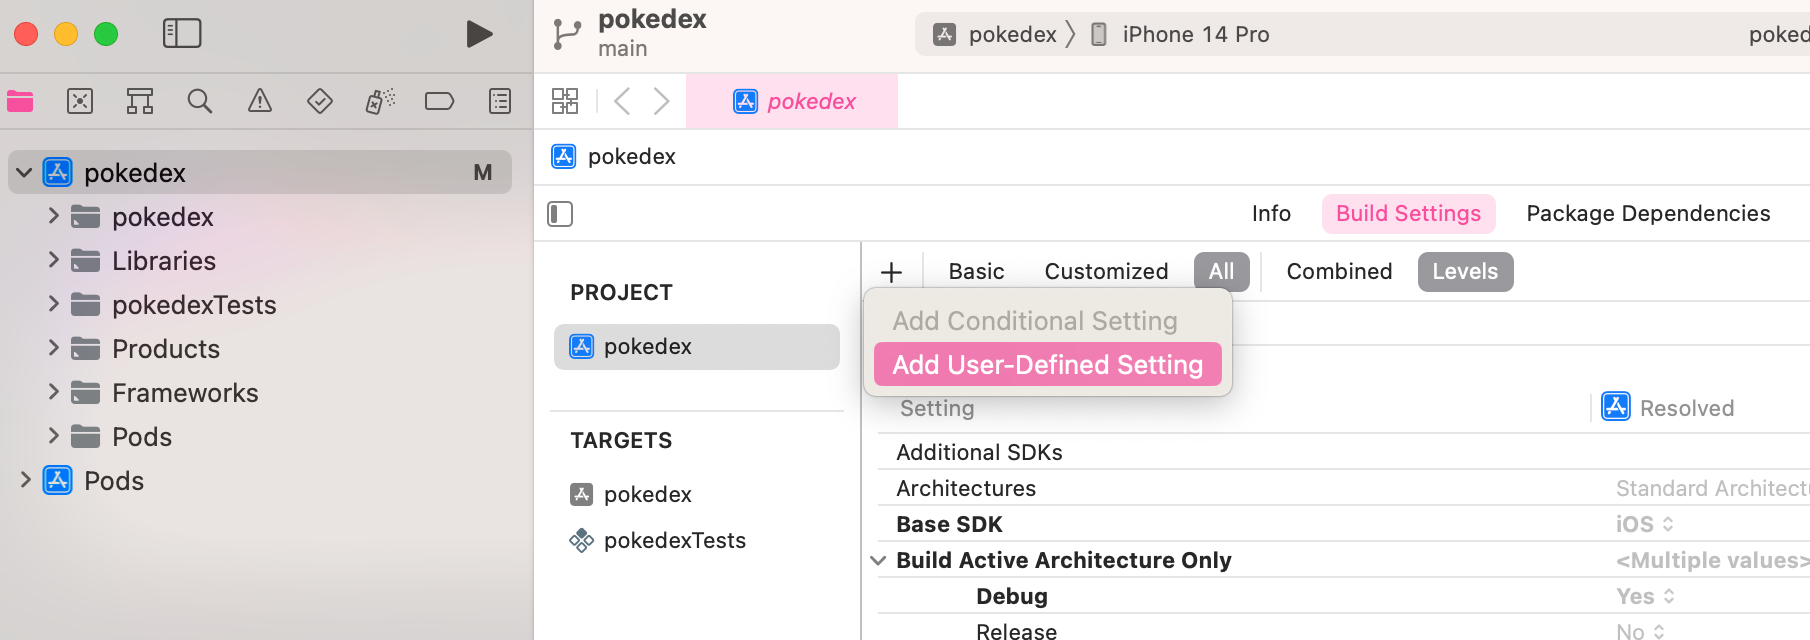 pokedex
main
pokedex
iPhone 14 Pro
poked
pokedex
pokedex
pokedex
M
pokedex
Libraries
pokedexTests
Products
Frameworks
Pods
Pods
Info
Build Settings
Package Dependencies
PROJECT
pokedex
TARGETS
pokedex
pokedexTests
Basic
Customized
All
Combined
Levels
Add Conditional Setting
Add User-Defined Setting
Setting
Resolved
Additional SDKs
Architectures
Standard Architectu
Base SDK
iOS
Build Active Architecture Only
<Multiple values>
Debug
Yes
Release
No